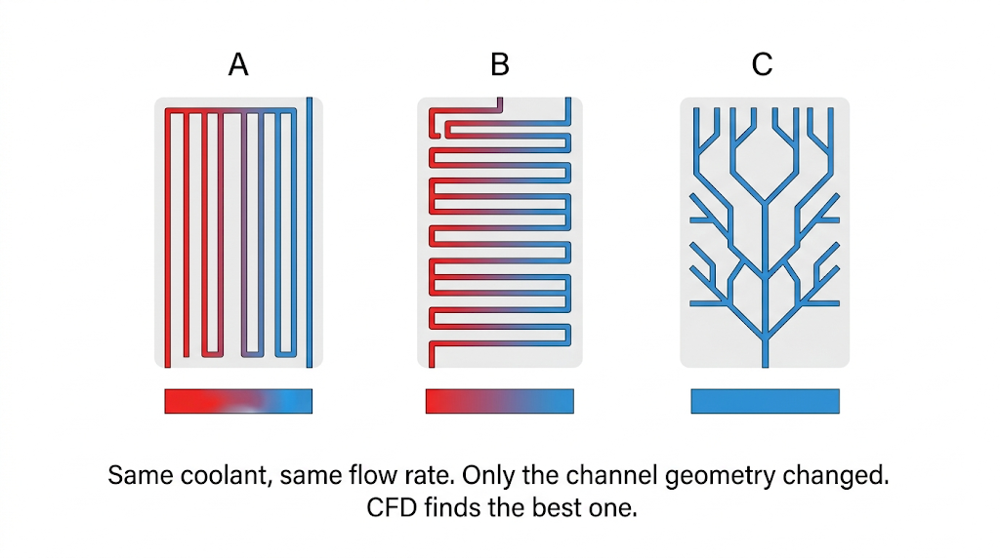 A
B
C
Same coolant, same flow rate. Only the channel geometry changed.
CFD finds the best one.